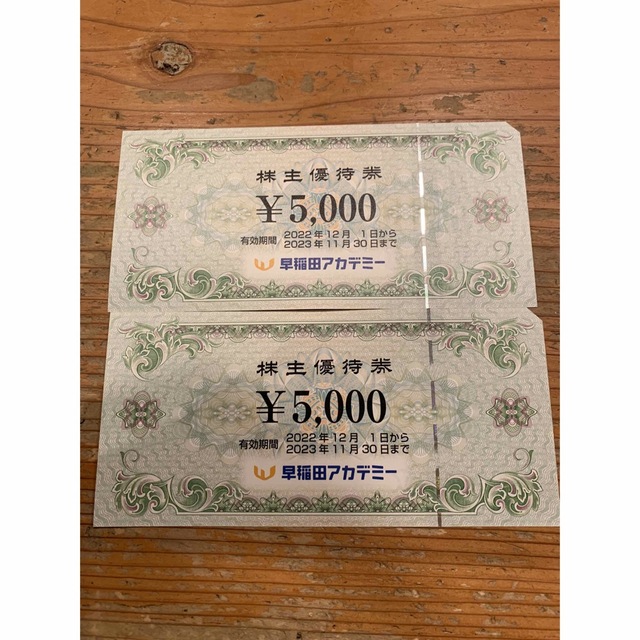 株主優待券
￥5,000
有効期間 2022年12月 1日から
2023年11月30日まで
早稲田アカデミー
株主優待券
￥5,000
有効期間 2022年12月 1日から
2023年11月30日まで
早稲田アカデミー